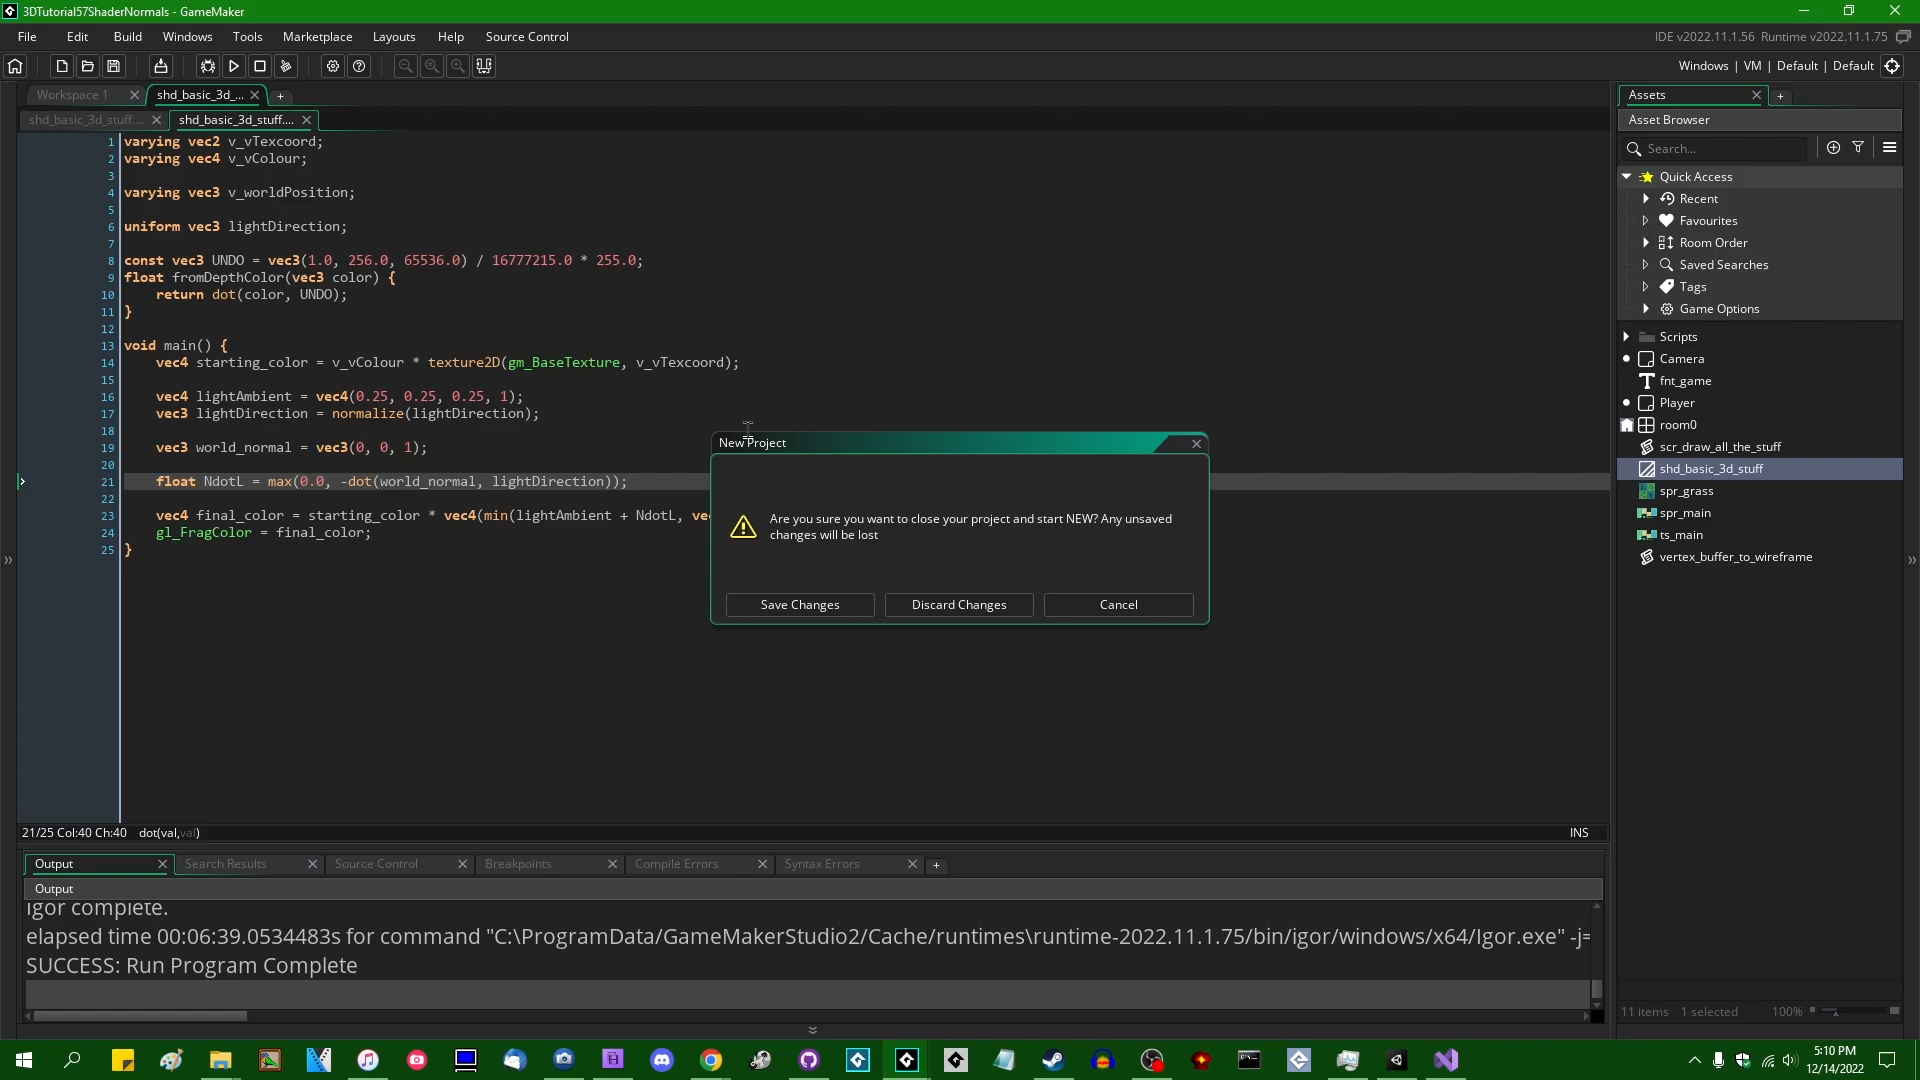 3DTutorial57ShaderNormals - GameMaker
File Edit Build Windows Tools Marketplace Layouts Help Source Control
IDE v2022.11.1.56 Runtime v2022.11.1.75
Windows | VM | Default | Default
Workspace 1
shd_basic_3d_...
shd_basic_3d_stuff....
shd_basic_3d_stuff....
1 varying vec2 v_vTexcoord;
2 varying vec4 v_vColour;
3
4 varying vec3 v_worldPosition;
5
6 uniform vec3 lightDirection;
7
8 const vec3 UNDO = vec3(1.0, 256.0, 65536.0) / 16777215.0 * 255.0;
9 float fromDepthColor(vec3 color) {
10 return dot(color, UNDO);
11 }
12
13 void main() {
14 vec4 starting_color = v_vColour * texture2D(gm_BaseTexture, v_vTexcoord);
15
16 vec4 lightAmbient = vec4(0.25, 0.25, 0.25, 1);
17 vec3 lightDirection = normalize(lightDirection);
18
19 vec3 world_normal = vec3(0, 0, 1);
20
21 float NdotL = max(0.0, -dot(world_normal, lightDirection));
22
23 vec4 final_color = starting_color * vec4(min(lightAmbient + NdotL, vec
24 gl_FragColor = final_color;
25 }
New Project
Are you sure you want to close your project and start NEW? Any unsaved
changes will be lost
Save Changes Discard Changes Cancel
21/25 Col:40 Ch:40 dot(val,val)
INS
Output Search Results Source Control Breakpoints Compile Errors Syntax Errors
Output
Igor complete.
elapsed time 00:06:39.0534483s for command "C:\ProgramData/GameMakerStudio2/Cache/runtimes\runtime-2022.11.1.75/bin/igor/windows/x64/Igor.exe" -j=
SUCCESS: Run Program Complete
Assets
Asset Browser
Search...
Quick Access
Recent
Favourites
Room Order
Saved Searches
Tags
Game Options
Scripts
Camera
fnt_game
Player
room0
scr_draw_all_the_stuff
shd_basic_3d_stuff
spr_grass
spr_main
ts_main
vertex_buffer_to_wireframe
11 items 1 selected 100%
5:10 PM
12/14/2022